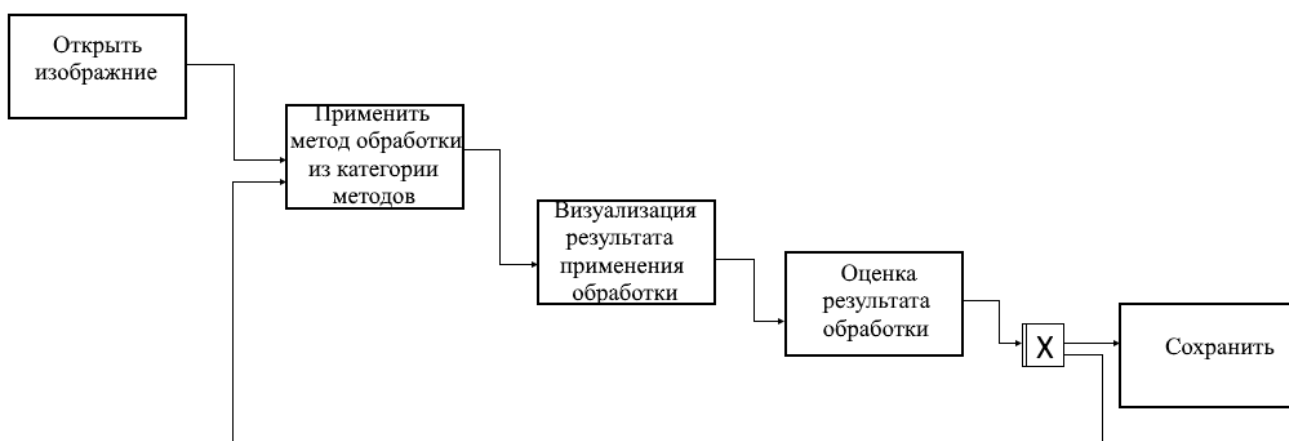 Открыть
изображние
Применить
метод обработки
из категории
методов
Визуализация
результата
применения
обработки
Оценка
результата
обработки
X
Сохранить